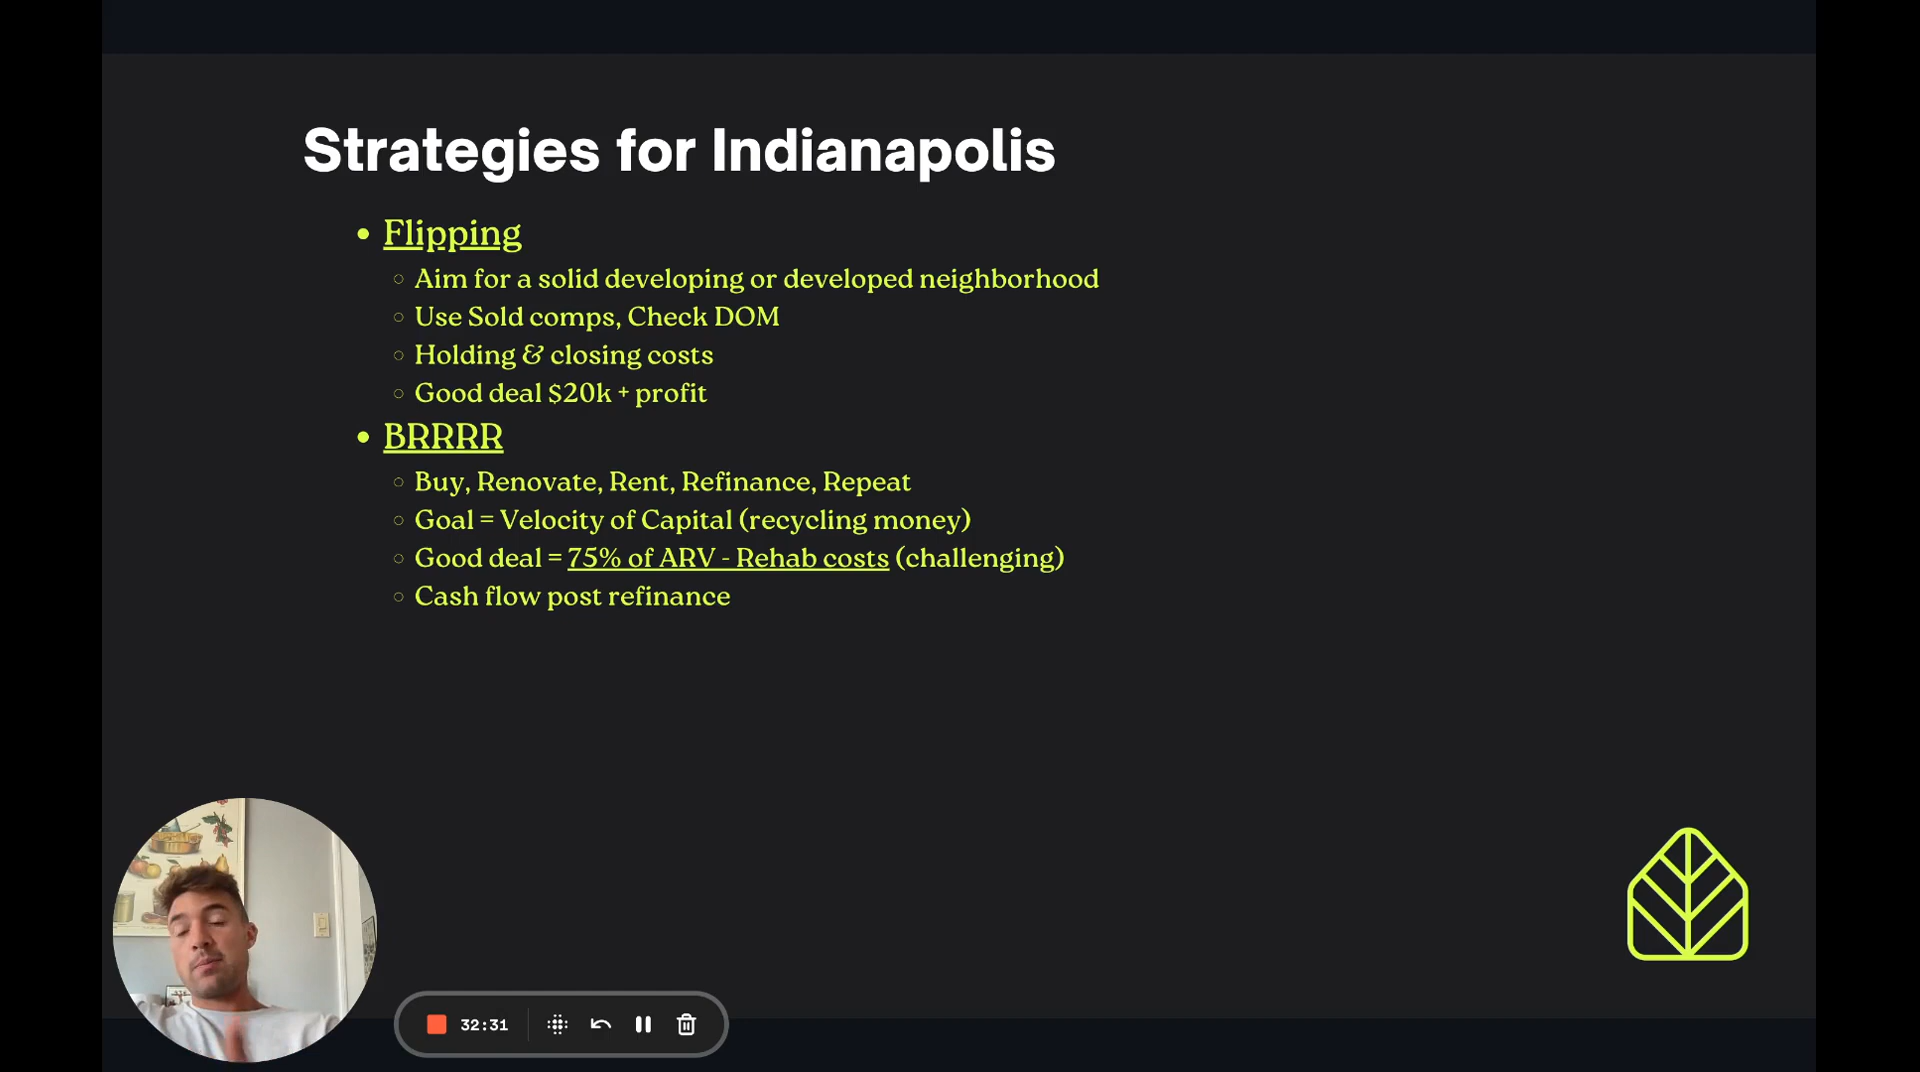 Strategies for Indianapolis
Flipping
Aim for a solid developing or developed neighborhood
Use Sold comps, Check DOM
Holding & closing costs
Good deal $20k + profit
BRRRR
Buy, Renovate, Rent, Refinance, Repeat
Goal = Velocity of Capital (recycling money)
Good deal = 75% of ARV - Rehab costs (challenging)
Cash flow post refinance
32:31